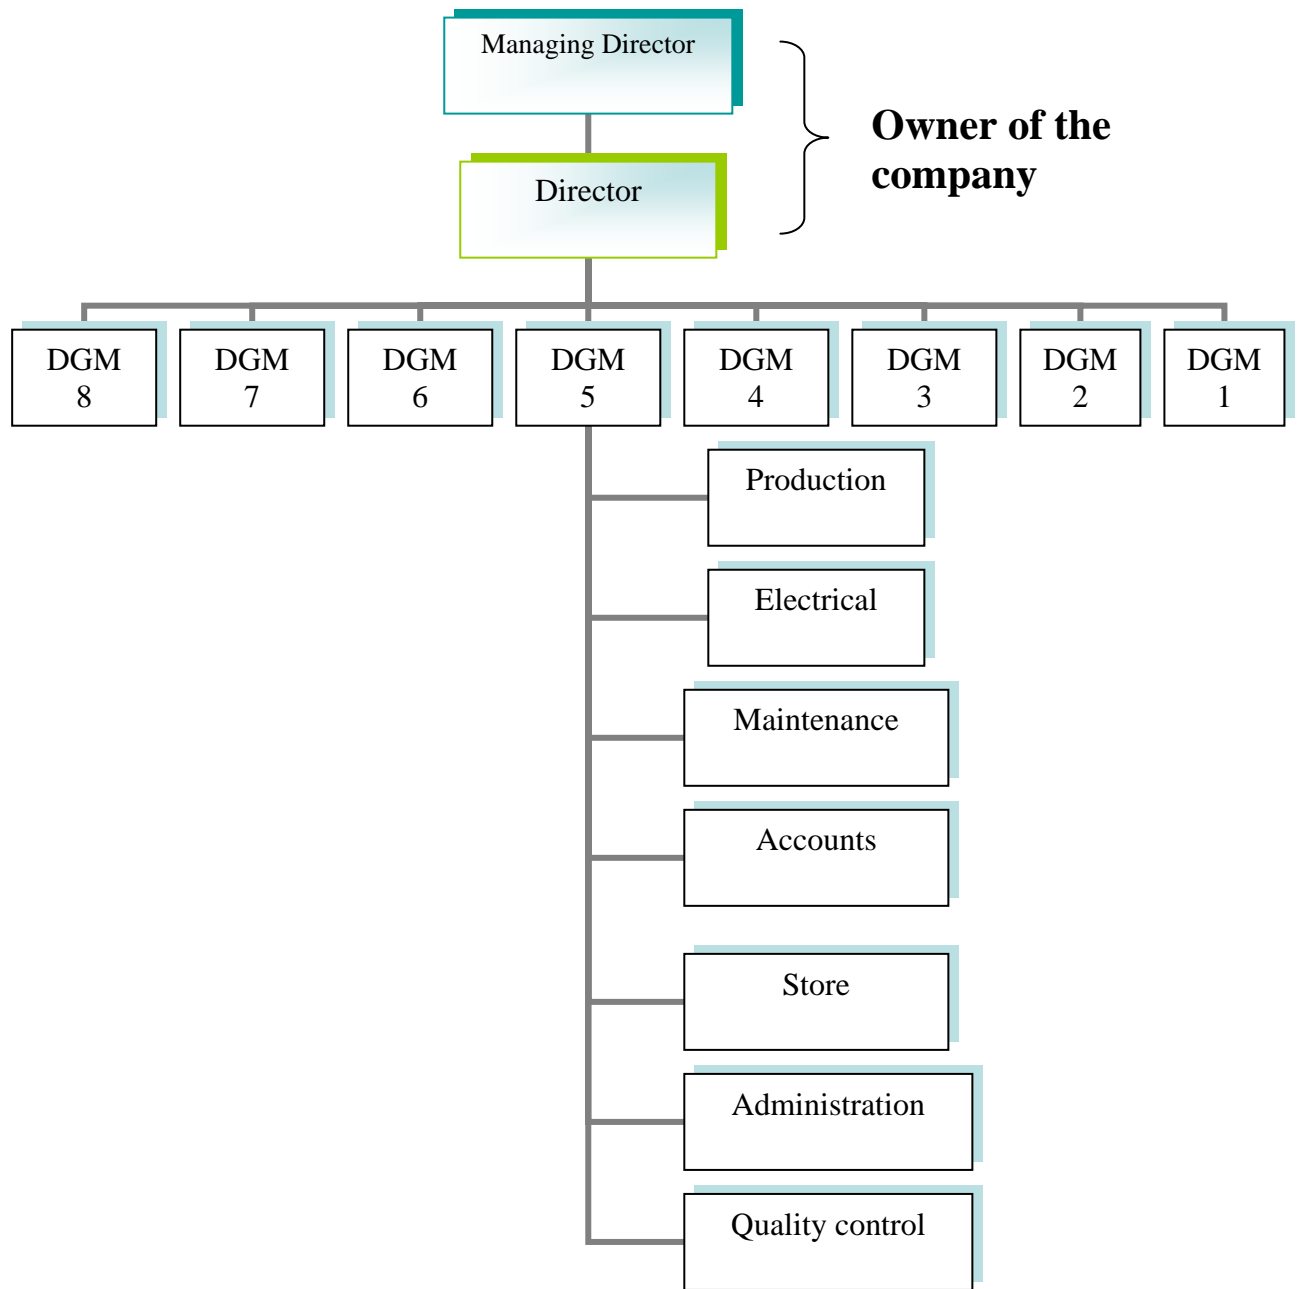 Managing Director
Owner of the
company
Director
DGM
8
DGM
7
DGM
6
DGM
5
DGM
4
DGM
3
DGM
2
DGM
1
Production
Electrical
Maintenance
Accounts
Store
Administration
Quality control